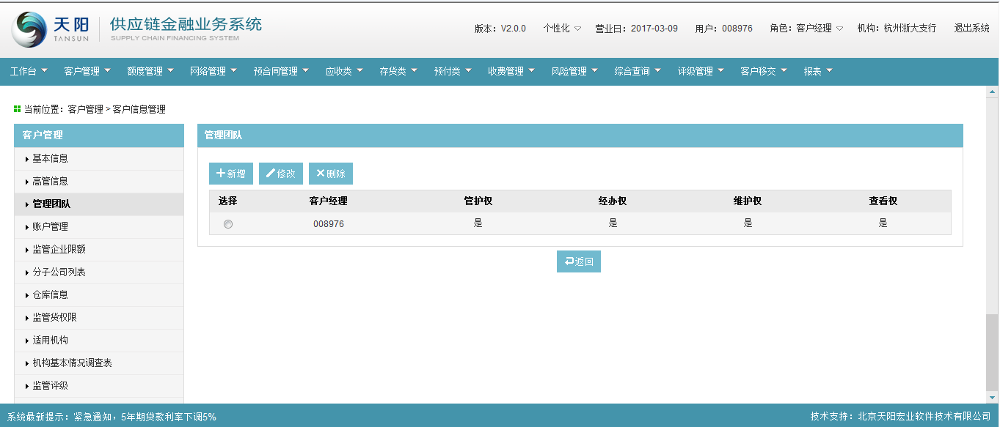 天阳 TANSUN 供应链金融业务系统
SUPPLY CHAIN FINANCING SYSTEM
版本：V2.0.0 个性化 营业日：2017-03-09 用户：008976 角色：客户经理 机构：杭州浙大支行 退出系统
工作台 客户管理 额度管理 网络管理 预合同管理 应收类 存货类 预付类 收费管理 风险管理 综合查询 评级管理 客户移交 报表
当前位置：客户管理 > 客户信息管理
客户管理
基本信息
高管信息
管理团队
账户管理
监管企业限额
分子公司列表
仓库信息
监管货权限
适用机构
机构基本情况调查表
监管评级
管理团队
新增 修改 删除
选择 客户经理 管护权 经办权 维护权 查看权
008976 是 是 是 是
返回
系统最新提示：紧急通知，5年期贷款利率下调5% 技术支持：北京天阳宏业软件技术有限公司